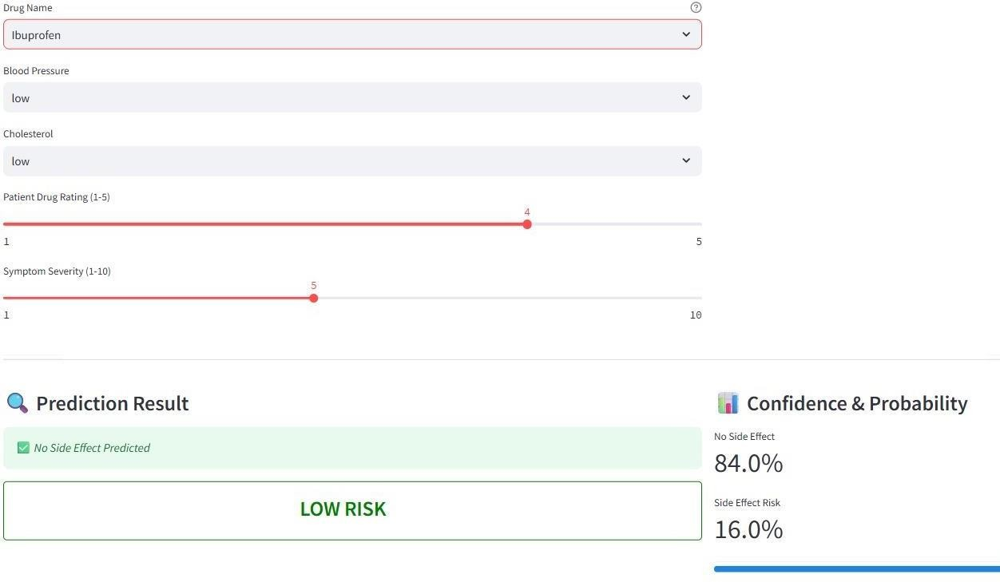 Drug Name
Ibuprofen
Blood Pressure
low
Cholesterol
low
Patient Drug Rating (1-5)
4
1 5
Symptom Severity (1-10)
5
1 10
Prediction Result
No Side Effect Predicted
LOW RISK
Confidence & Probability
No Side Effect
84.0%
Side Effect Risk
16.0%